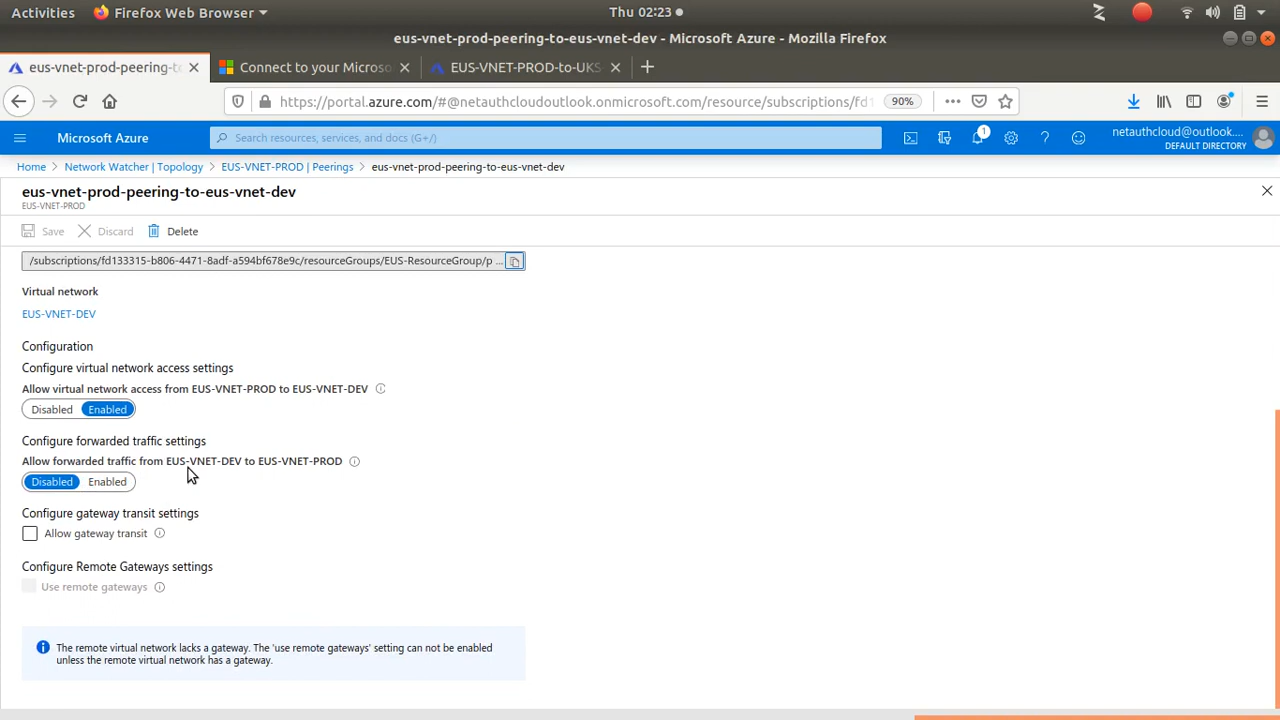 Activities Firefox Web Browser Thu 02:23
eus-vnet-prod-peering-to-eus-vnet-dev - Microsoft Azure - Mozilla Firefox
eus-vnet-prod-peering-t Connect to your Microso EUS-VNET-PROD-to-UKS
https://portal.azure.com/#@netauthcloudoutlook.onmicrosoft.com/resource/subscriptions/fd1 90%
Microsoft Azure Search resources, services, and docs (G+/) 1 netauthcloud@outlook....
DEFAULT DIRECTORY
Home > Network Watcher | Topology > EUS-VNET-PROD | Peerings > eus-vnet-prod-peering-to-eus-vnet-dev
eus-vnet-prod-peering-to-eus-vnet-dev
EUS-VNET-PROD
Save Discard Delete
/subscriptions/fd133315-b806-4471-8adf-a594bf678e9c/resourceGroups/EUS-ResourceGroup/p ...
Virtual network
EUS-VNET-DEV
Configuration
Configure virtual network access settings
Allow virtual network access from EUS-VNET-PROD to EUS-VNET-DEV
Disabled Enabled
Configure forwarded traffic settings
Allow forwarded traffic from EUS-VNET-DEV to EUS-VNET-PROD
Disabled Enabled
Configure gateway transit settings
Allow gateway transit
Configure Remote Gateways settings
Use remote gateways
The remote virtual network lacks a gateway. The 'use remote gateways' setting can not be enabled
unless the remote virtual network has a gateway.